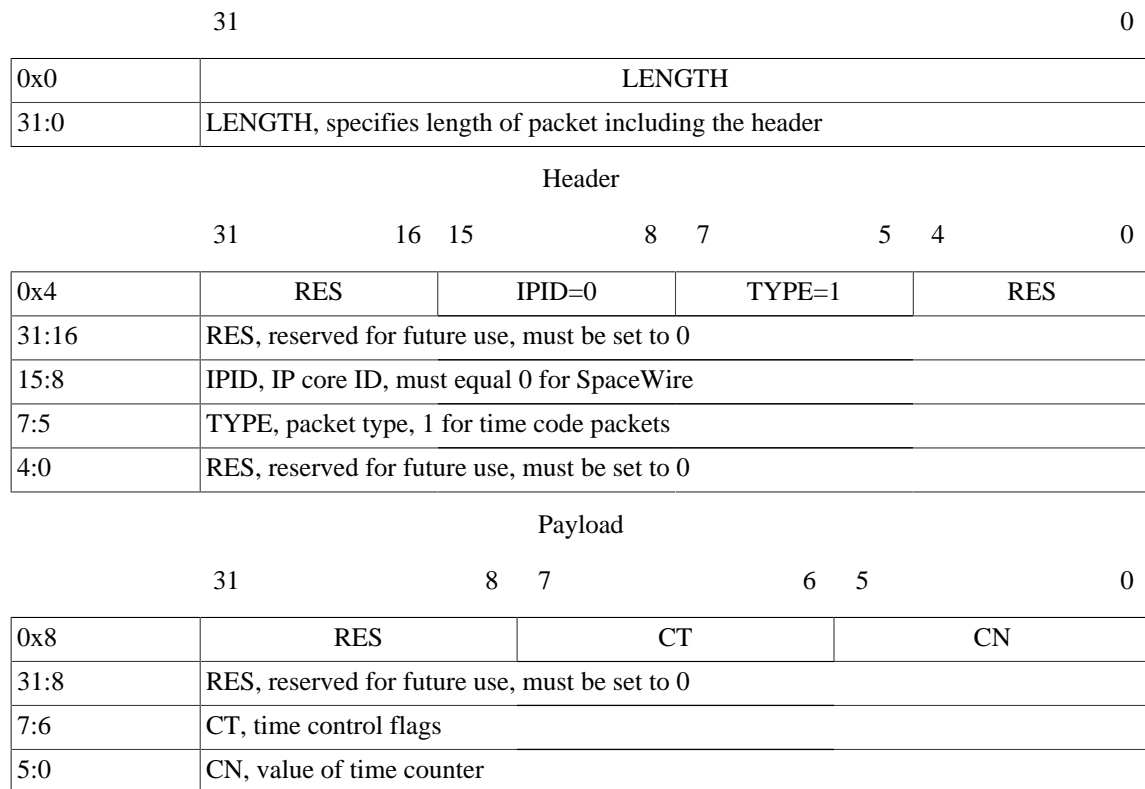 31 0
0x0 LENGTH
31:0 LENGTH, specifies length of packet including the header
Header
31 16 15 8 7 5 4 0
0x4 RES IPID=0 TYPE=1 RES
31:16 RES, reserved for future use, must be set to 0
15:8 IPID, IP core ID, must equal 0 for SpaceWire
7:5 TYPE, packet type, 1 for time code packets
4:0 RES, reserved for future use, must be set to 0
Payload
31 8 7 6 5 0
0x8 RES CT CN
31:8 RES, reserved for future use, must be set to 0
7:6 CT, time control flags
5:0 CN, value of time counter